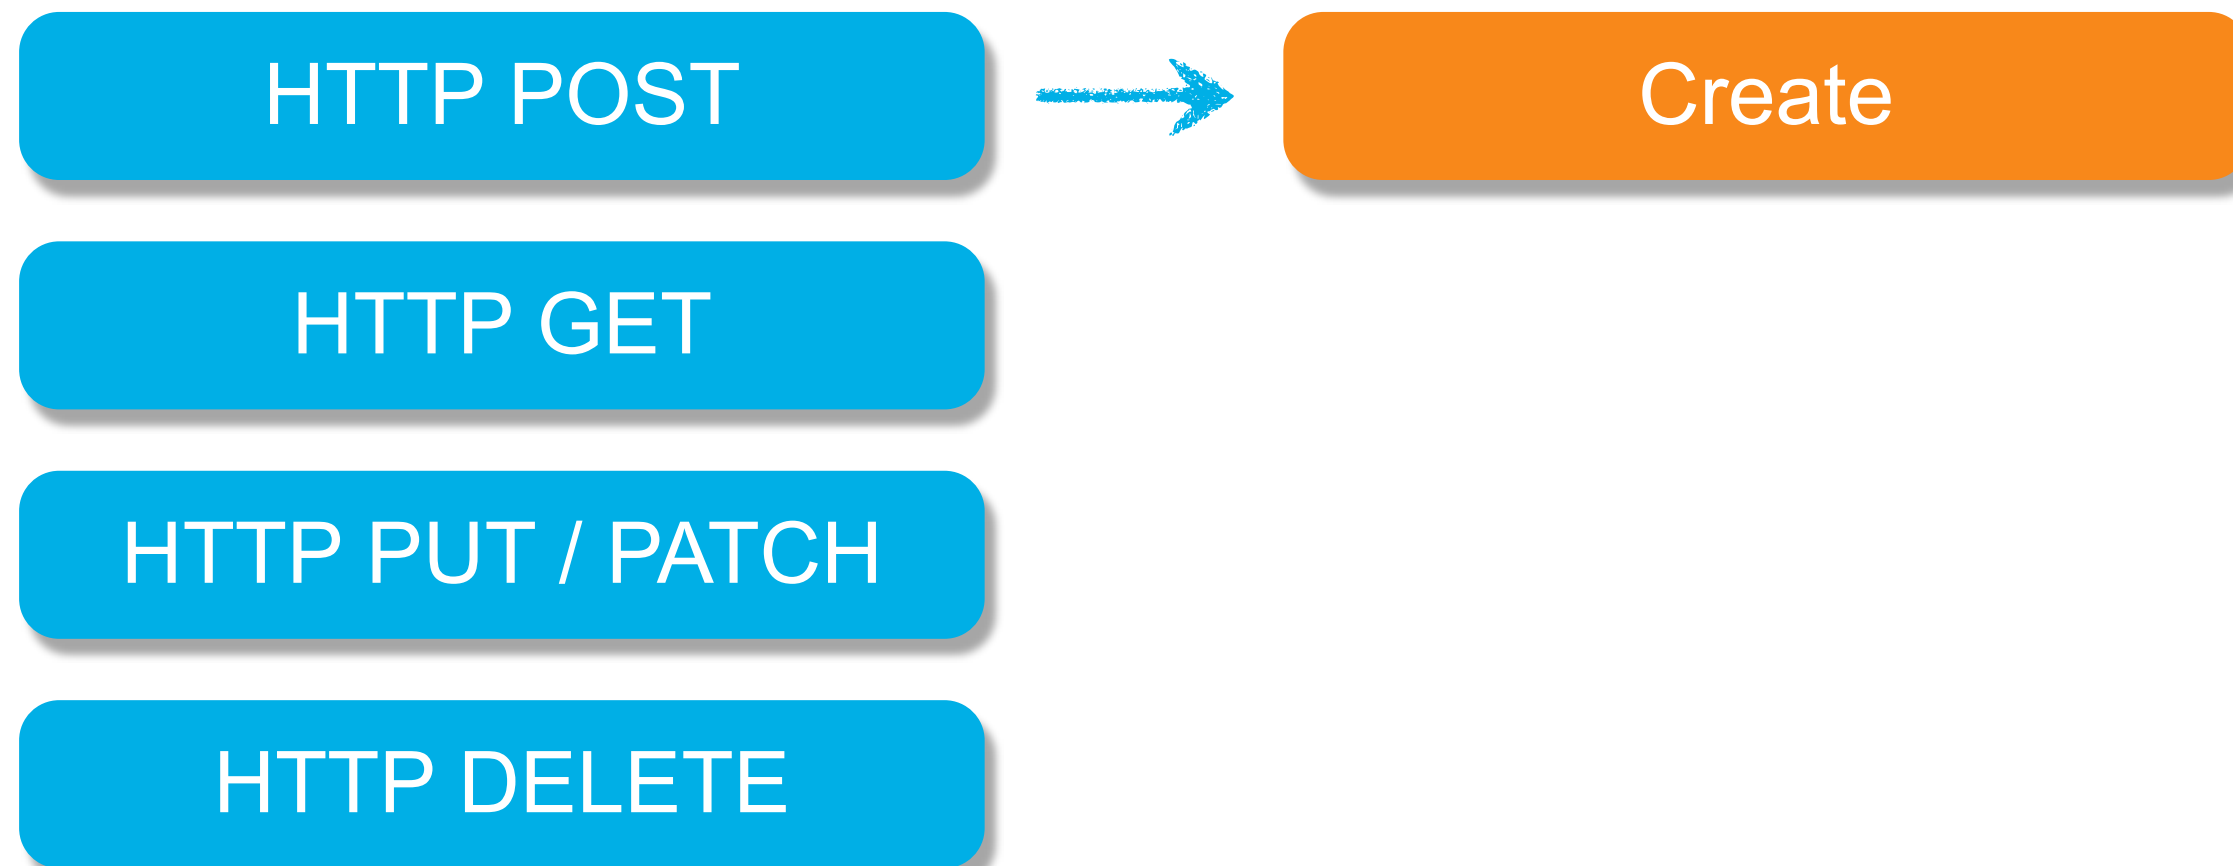 HTTP POST
Create
HTTP GET
HTTP PUT / PATCH
HTTP DELETE